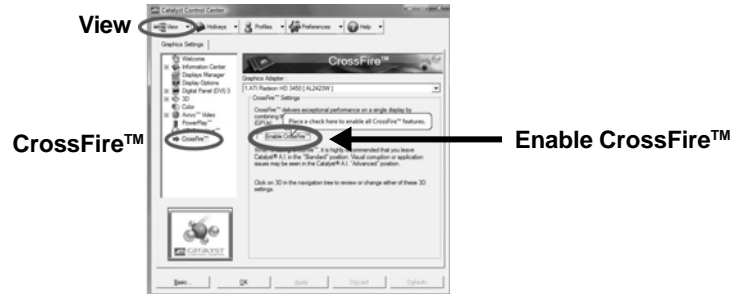 View
CrossFire™
Enable CrossFire™
Catalyst Control Center
View Hotkeys Profiles Preferences Help
Graphics Settings
Welcome
Information Center
Displays Manager
Display Options
Digital Panel (DVI) 3
3D
Color
Avivo™ Video
PowerPlay™
CrossFire™
CrossFire™
Graphics Adapter:
1.ATI Radeon HD 3450 [ AL2423W ]
CrossFire™ Settings
CrossFire™ delivers exceptional performance on a single display by
combining
(GPUs)
Place a check here to enable all CrossFire™ features.
Enable CrossFire™
it is highly recommended that you leave
Catalyst® A.I. in the "Standard" position. Visual corruption or application
issues may be seen in the Catalyst® A.I. "Advanced" position.
Click on 3D in the navigation tree to review or change either of these 3D
settings.
CATALYST
Basic... OK Apply Discard Defaults